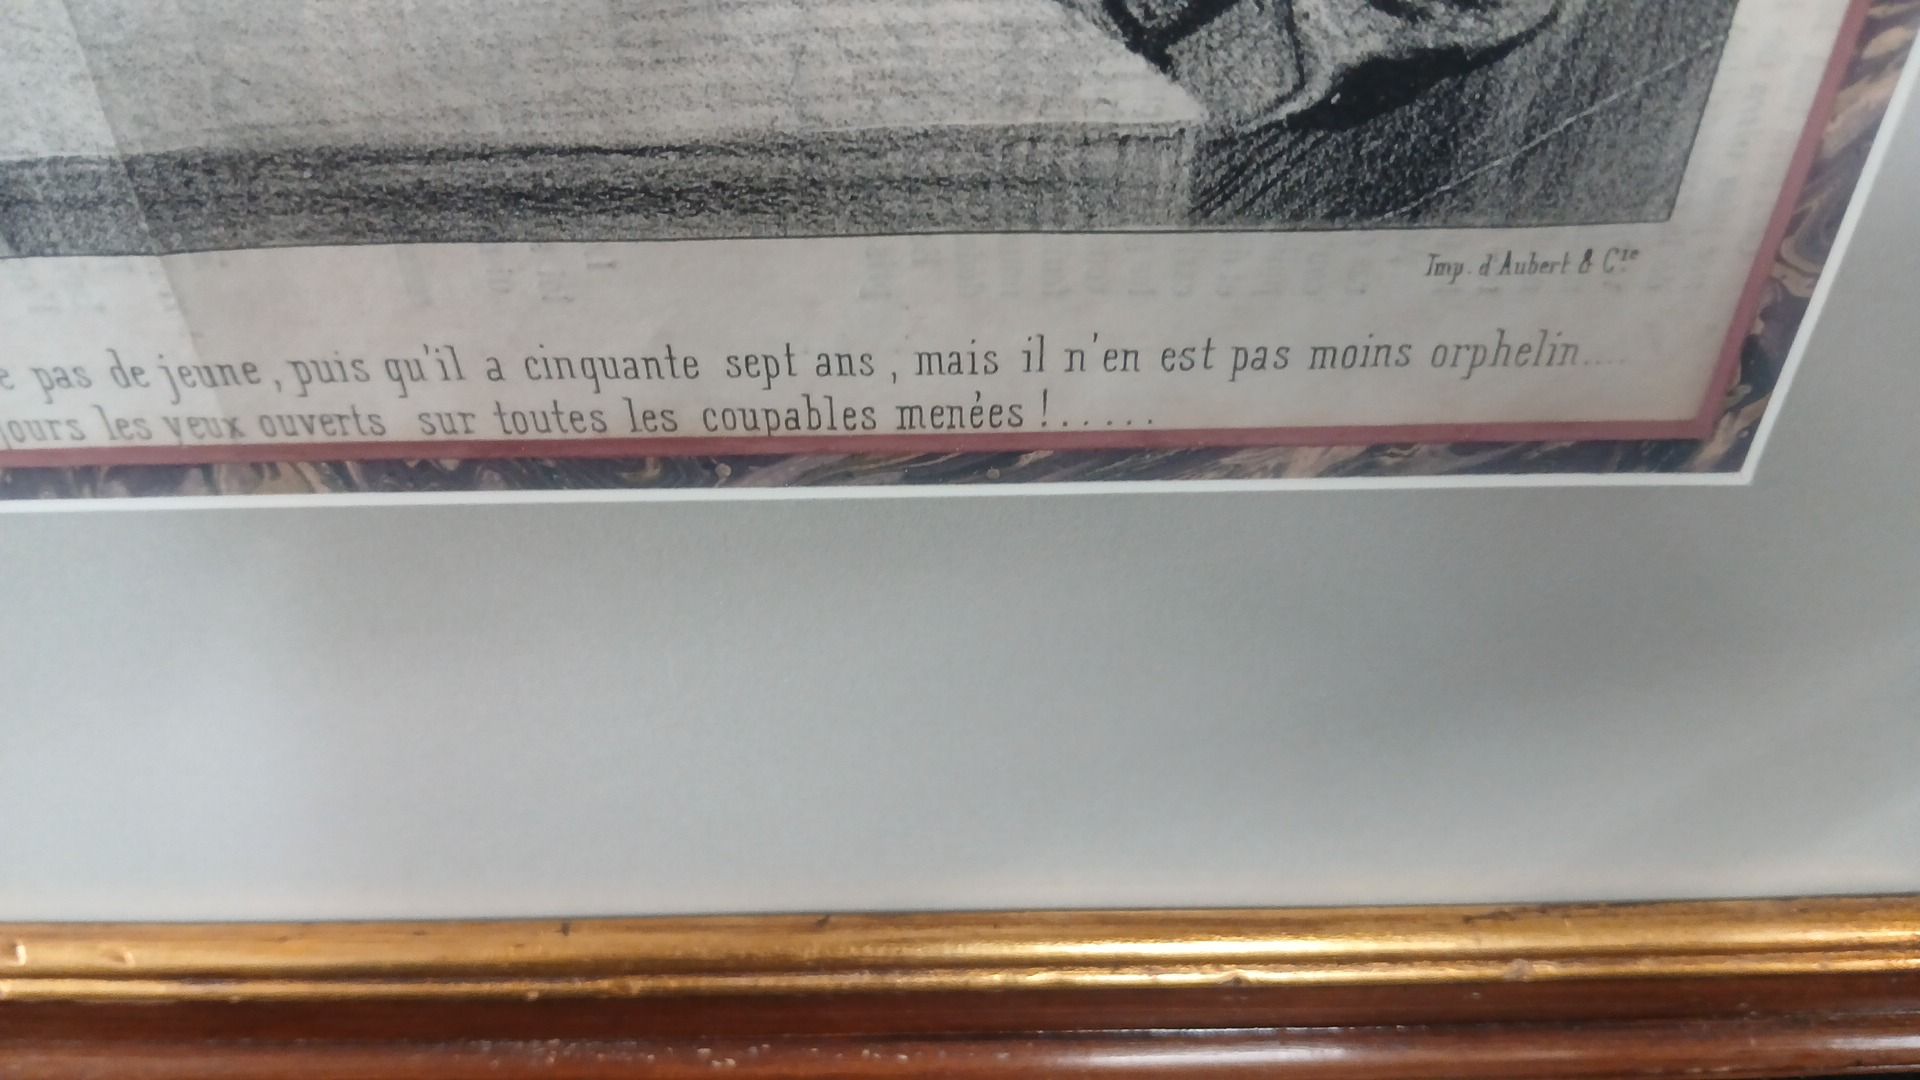 Imp. d'Aubert & Cie
pas de jeune, puis qu'il a cinquante sept ans, mais il n'en est pas moins orphelin.....
jours les yeux ouverts sur toutes les coupables menées !......